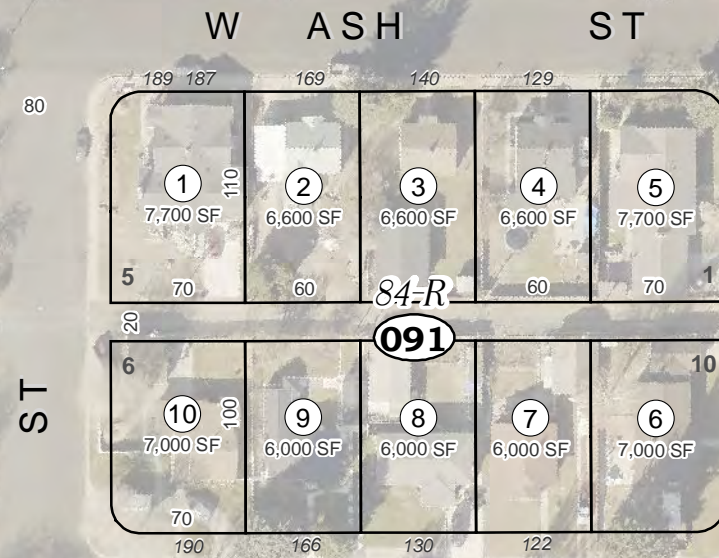 W ASH ST
189 187 169 140 129
80
1 2 3 4 5
110
7,700 SF 6,600 SF 6,600 SF 6,600 SF 7,700 SF
5 1
70 60 84-R 60 70
20
091
6 10
ST
10 9 8 7 6
100
7,000 SF 6,000 SF 6,000 SF 6,000 SF 7,000 SF
70
190 166 130 122